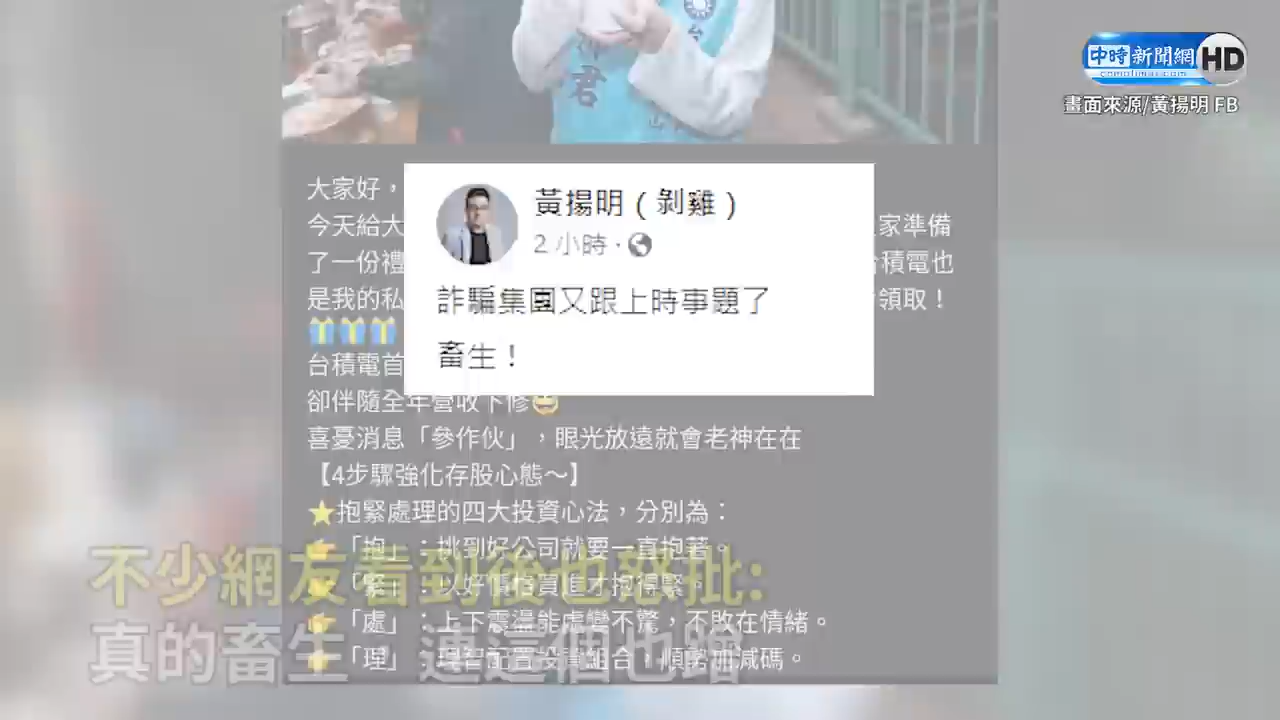 中時新聞網 HD
chinatimes.com
畫面來源/黃揚明 FB
君
台
大家好，
今天給大
家準備
了一份禮
積電也
是我的私
領取！
黃揚明（剝雞）
2 小時
詐騙集團又跟上時事題了
畜生！
台積電首
卻伴隨全年營收下修
喜憂消息「參作伙」，眼光放遠就會老神在在
【4步驟強化存股心態～】
抱緊處理的四大投資心法，分別為：
「抱」：挑到好公司就要一直抱著。
「緊」：以好價格買進才抱得緊。
「處」：上下震盪能處變不驚，不敗在情緒。
「理」：理智配置投資組合，順勢加減碼。
不少網友看到後也怒批:
真的畜生 連這個也蹭